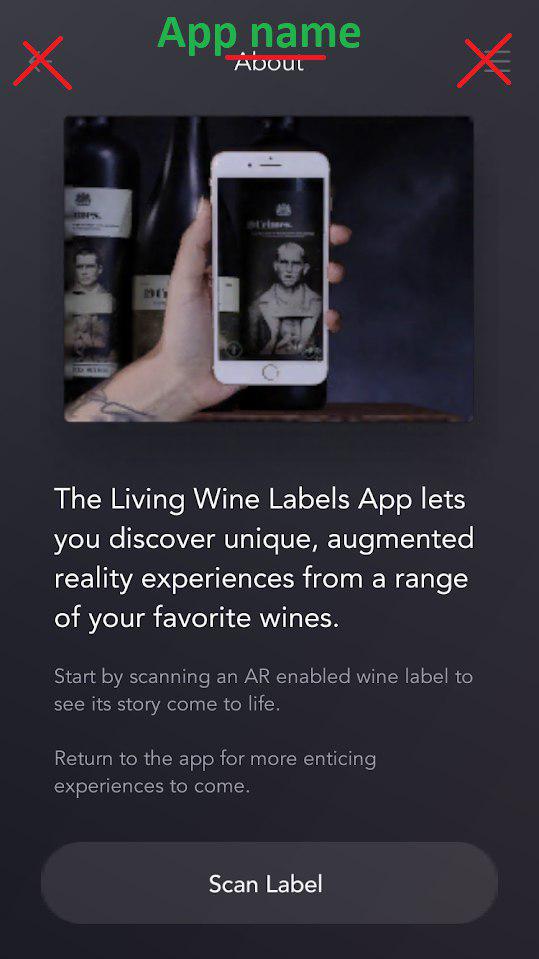 App name
About
19 Crimes.
The Living Wine Labels App lets
you discover unique, augmented
reality experiences from a range
of your favorite wines.
Start by scanning an AR enabled wine label to
see its story come to life.
Return to the app for more enticing
experiences to come.
Scan Label